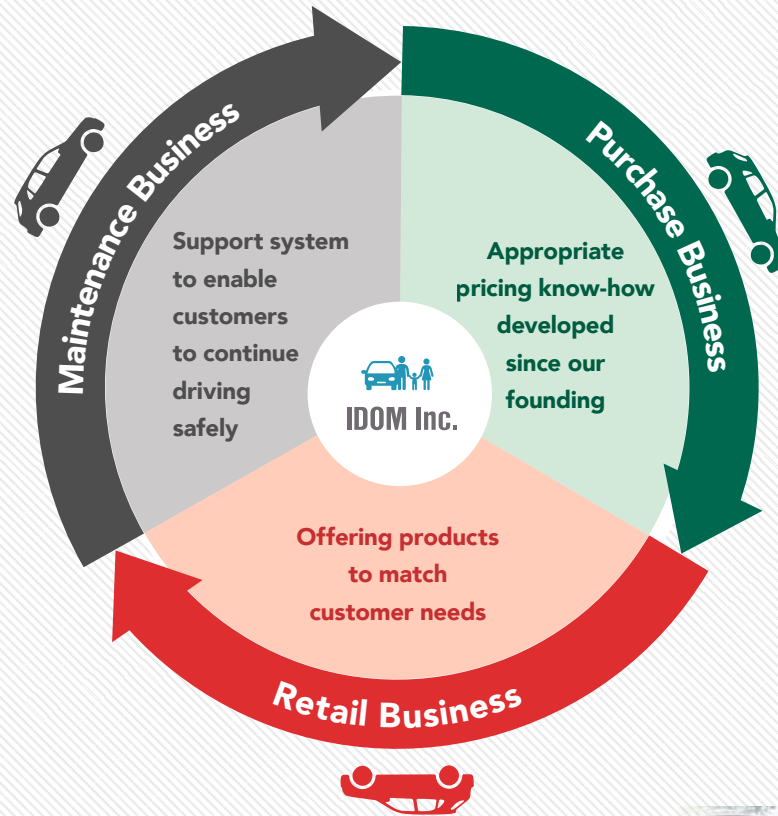 Maintenance Business
Purchase Business
Support system
to enable
customers
to continue
driving
safely
Appropriate
pricing know-how
developed
since our
founding
IDOM Inc.
Offering products
to match
customer needs
Retail Business